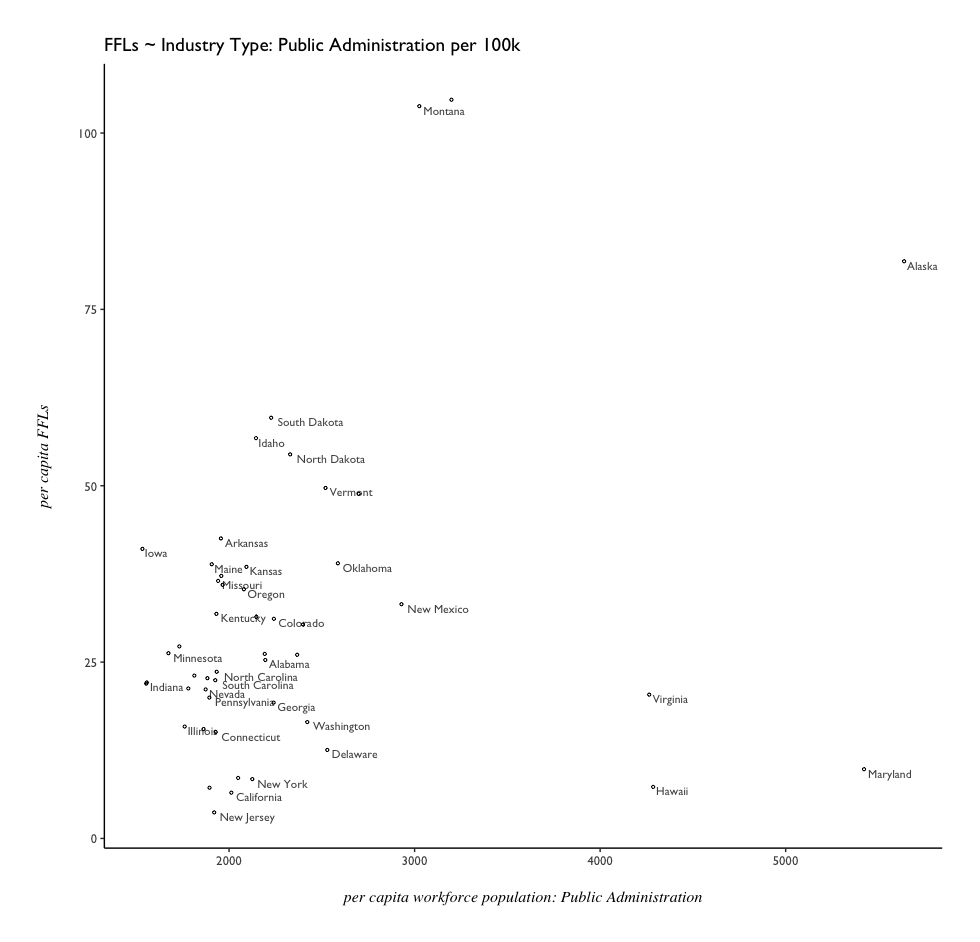 FFLs ~ Industry Type: Public Administration per 100k
Montana
100
Alaska
75
South Dakota
Idaho
North Dakota
per capita FFLs
50
Vermont
Arkansas
Iowa
Maine
Kansas
Oklahoma
Missouri
Oregon
New Mexico
Kentucky
Colorado
25
Minnesota
Alabama
North Carolina
Indiana
South Carolina
Nevada
Pennsylvania
Georgia
Virginia
Illinois
Washington
Connecticut
Delaware
Maryland
New York
Hawaii
California
New Jersey
0
2000 3000 4000 5000
per capita workforce population: Public Administration